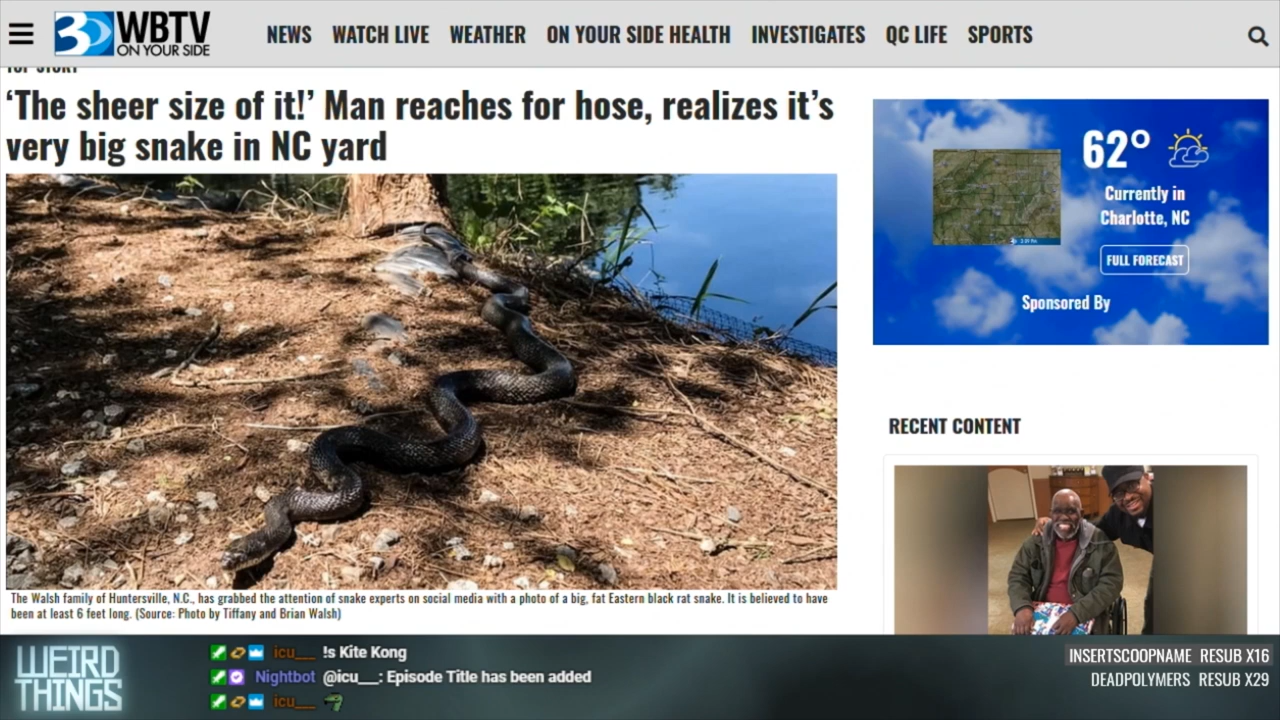 3 WBTV
ON YOUR SIDE
NEWS WATCH LIVE WEATHER ON YOUR SIDE HEALTH INVESTIGATES QC LIFE SPORTS
TOP STORY
‘The sheer size of it!’ Man reaches for hose, realizes it’s
very big snake in NC yard
62°
Currently in
Charlotte, NC
FULL FORECAST
Sponsored By
RECENT CONTENT
The Walsh family of Huntersville, N.C., has grabbed the attention of snake experts on social media with a photo of a big, fat Eastern black rat snake. It is believed to have
been at least 6 feet long. (Source: Photo by Tiffany and Brian Walsh)
WEIRD
THINGS
icu__ !s Kite Kong
Nightbot @icu__: Episode Title has been added
icu__
INSERTSCOOPNAME RESUB X16
DEADPOLYMERS RESUB X29